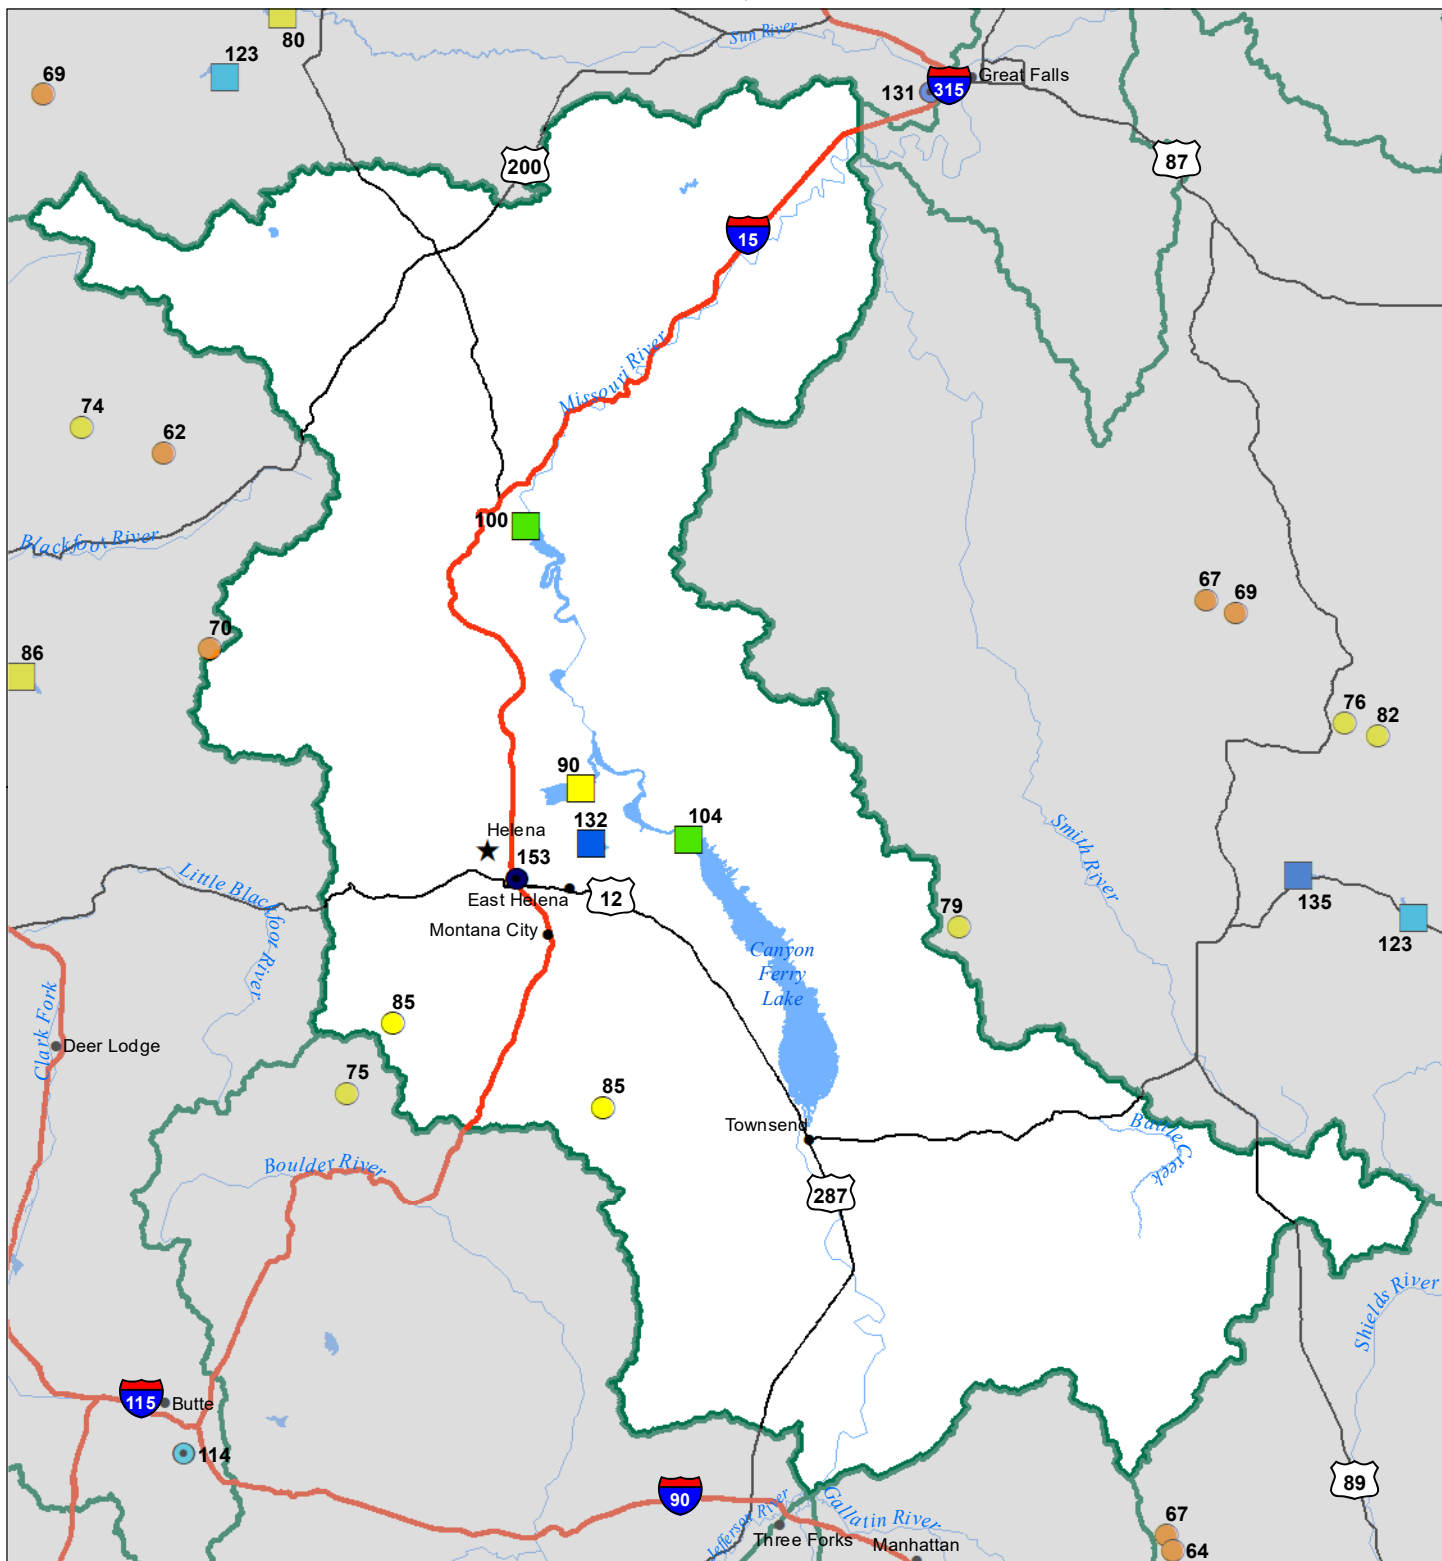 80
Sun River
123
69
Great Falls
131
315
200
87
15
Missouri River
74
62
100
Blackfoot River
67
69
70
86
76
82
90
Helena
132
104
153
Smith River
Little Blackfoot River
East Helena
12
135
79
Montana City
123
Canyon
Ferry
Lake
85
Clark Fork
Deer Lodge
75
85
Townsend
Battle Creek
Boulder River
287
Shields River
115
Butte
114
89
90
Jefferson River
Gallatin River
Three Forks
Manhattan
67
64